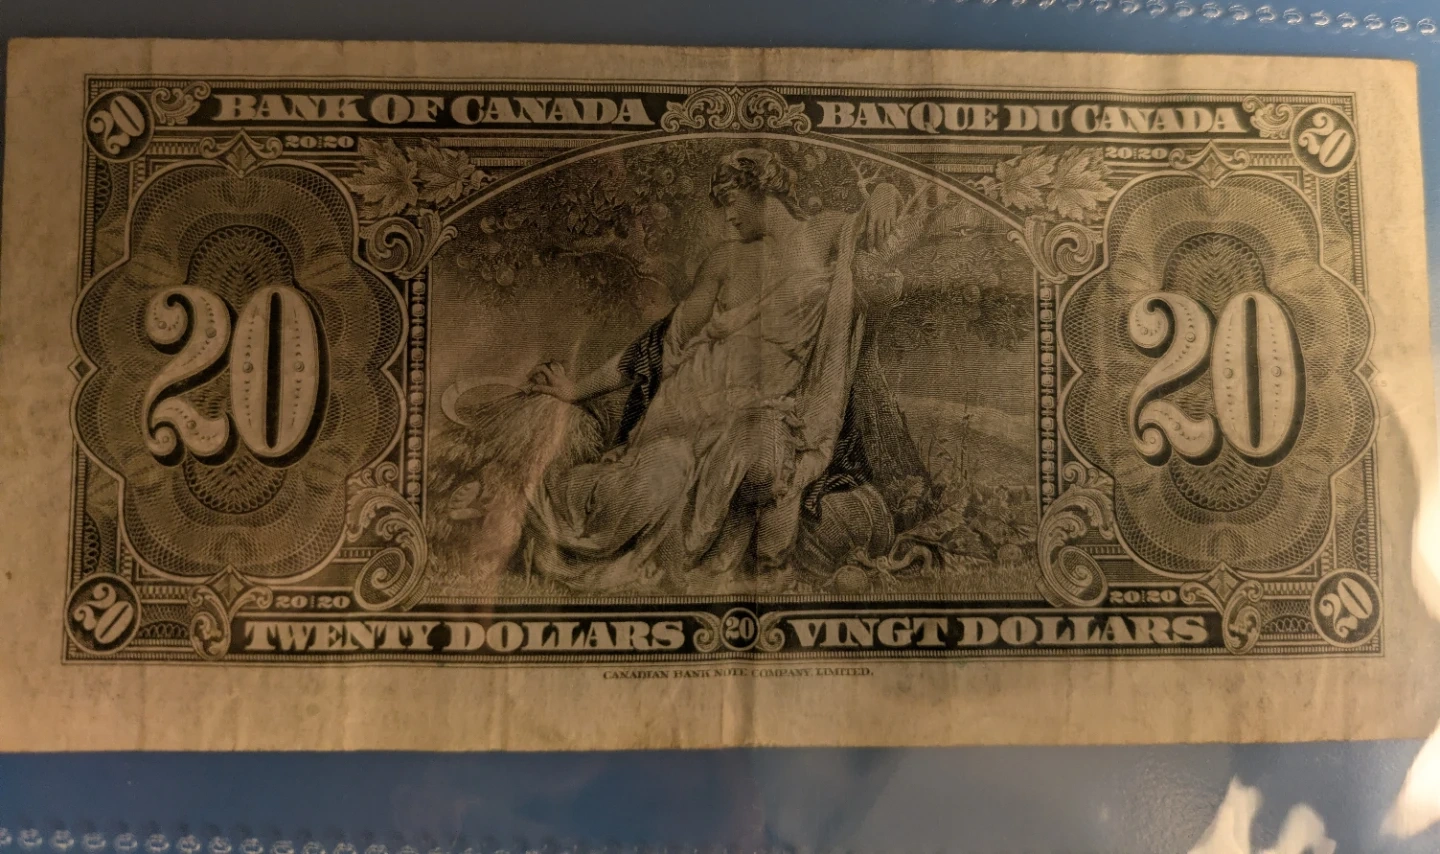 BANK OF CANADA BANQUE DU CANADA
20 20
20 20 20 20
20 20
20 20 20 20
20 20
TWENTY DOLLARS 20 VINGT DOLLARS
CANADIAN BANK NOTE COMPANY, LIMITED.